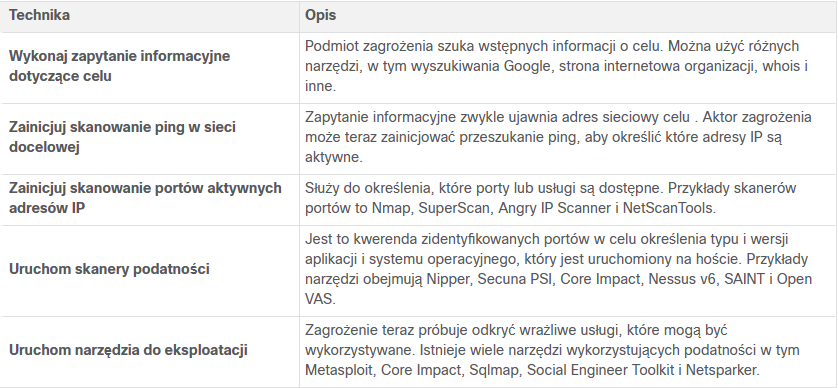 Technika Opis
Wykonaj zapytanie informacyjne
dotyczące celu
Podmiot zagrożenia szuka wstępnych informacji o celu. Można użyć różnych
narzędzi, w tym wyszukiwania Google, strona internetowa organizacji, whois i
inne.
Zainicjuj skanowanie ping w sieci
docelowej
Zapytanie informacyjne zwykle ujawnia adres sieciowy celu . Aktor zagrożenia
może teraz zainicjować przeszukanie ping, aby określić które adresy IP są
aktywne.
Zainicjuj skanowanie portów aktywnych
adresów IP
Służy do określenia, które porty lub usługi są dostępne. Przykłady skanerów
portów to Nmap, SuperScan, Angry IP Scanner i NetScanTools.
Uruchom skanery podatności
Jest to kwerenda zidentyfikowanych portów w celu określenia typu i wersji
aplikacji i systemu operacyjnego, który jest uruchomiony na hoście. Przykłady
narzędzi obejmują Nipper, Secuna PSI, Core Impact, Nessus v6, SAINT i Open
VAS.
Uruchom narzędzia do eksploatacji
Zagrożenie teraz próbuje odkryć wrażliwe usługi, które mogą być
wykorzystywane. Istnieje wiele narzędzi wykorzystujących podatności w tym
Metasploit, Core Impact, Sqlmap, Social Engineer Toolkit i Netsparker.